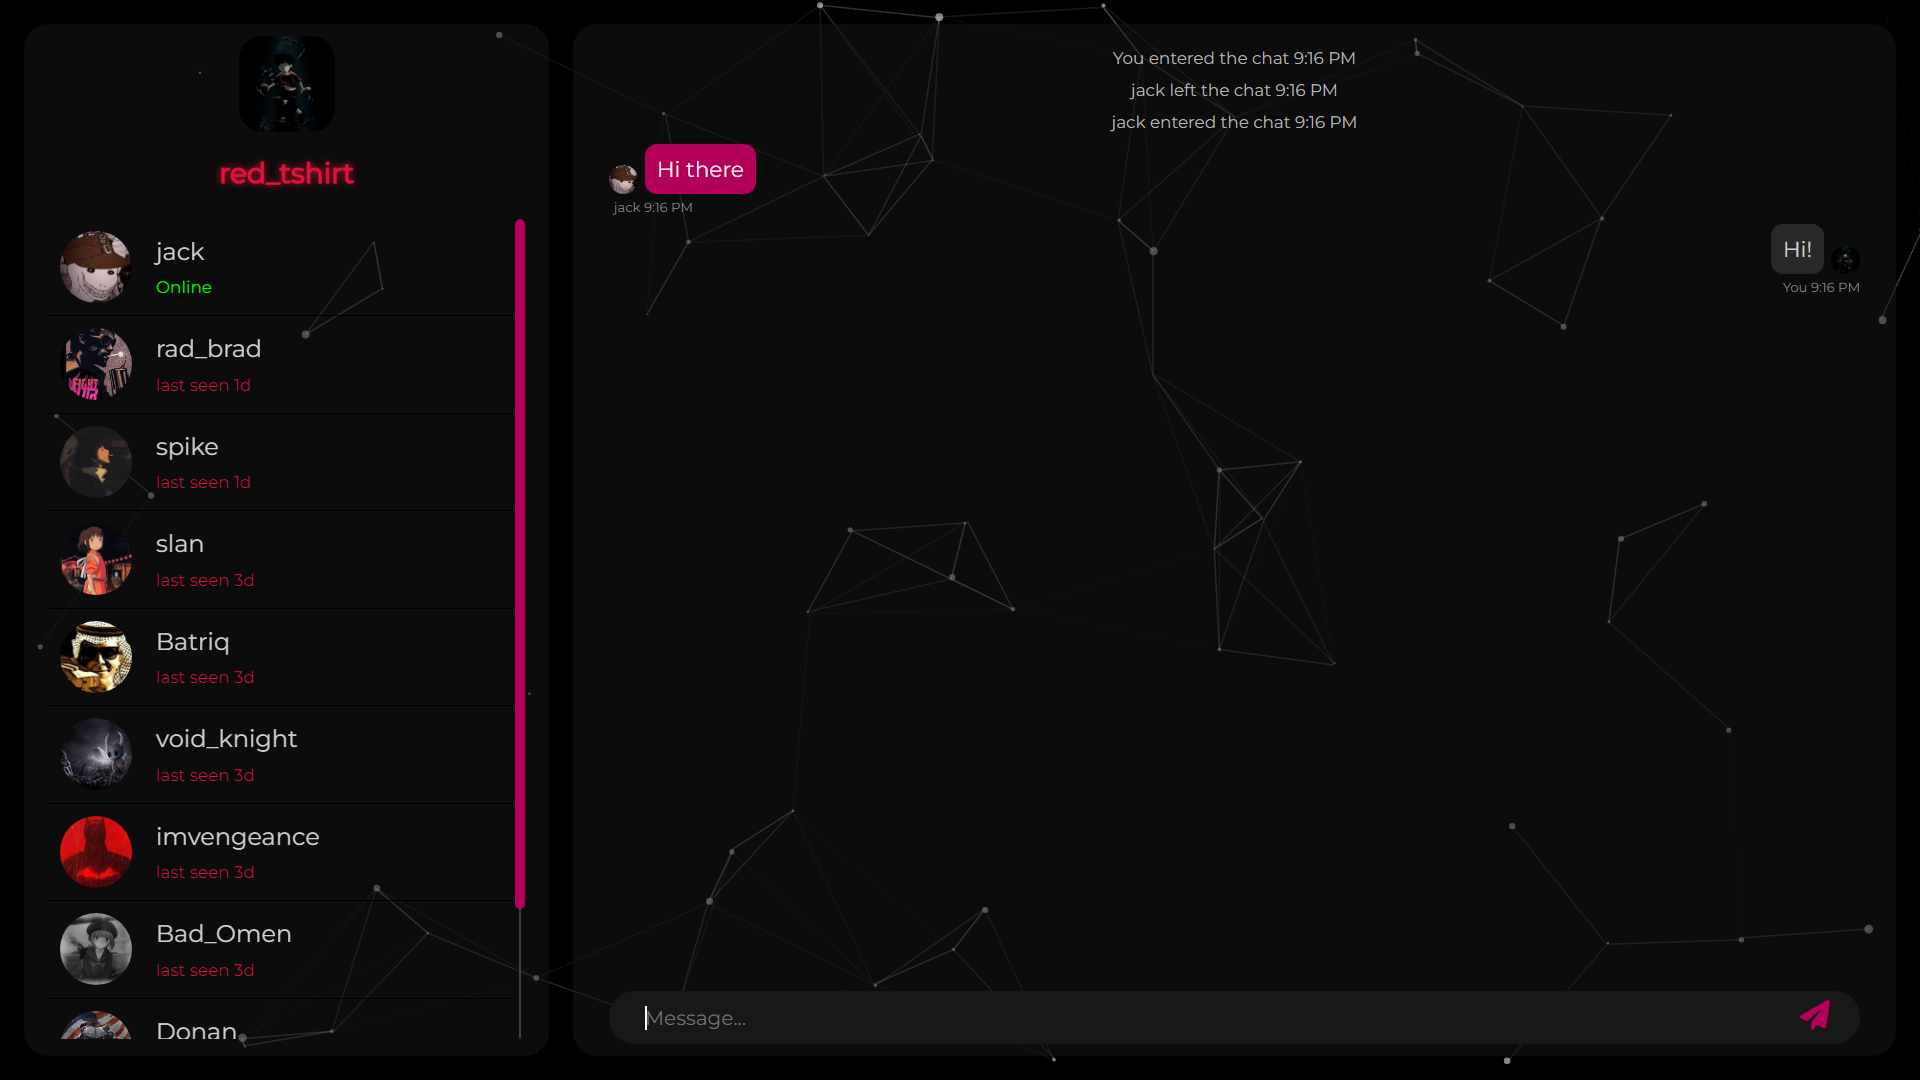 red_tshirt
jack
Online
rad_brad
last seen 1d
spike
last seen 1d
slan
last seen 3d
Batriq
last seen 3d
void_knight
last seen 3d
imvengeance
last seen 3d
Bad_Omen
last seen 3d
Donan
You entered the chat 9:16 PM
jack left the chat 9:16 PM
jack entered the chat 9:16 PM
Hi there
jack 9:16 PM
Hi!
You 9:16 PM
Message...